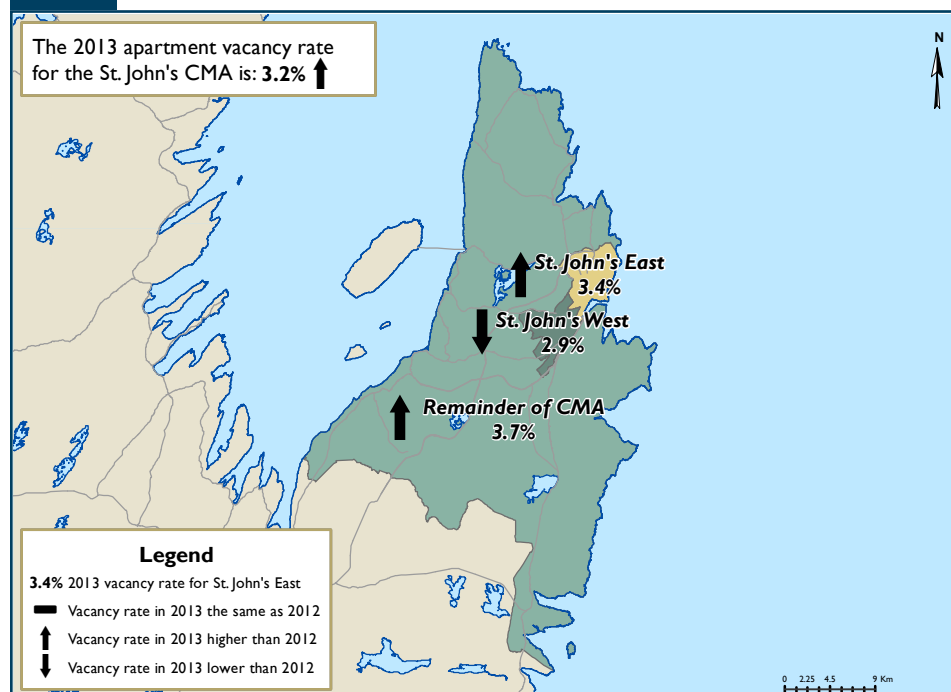 The 2013 apartment vacancy rate
for the St. John's CMA is: 3.2%
N
St. John's East
3.4%
St. John's West
2.9%
Remainder of CMA
3.7%
Legend
3.4% 2013 vacancy rate for St. John's East
Vacancy rate in 2013 the same as 2012
Vacancy rate in 2013 higher than 2012
Vacancy rate in 2013 lower than 2012
0 2.25 4.5 9 Km